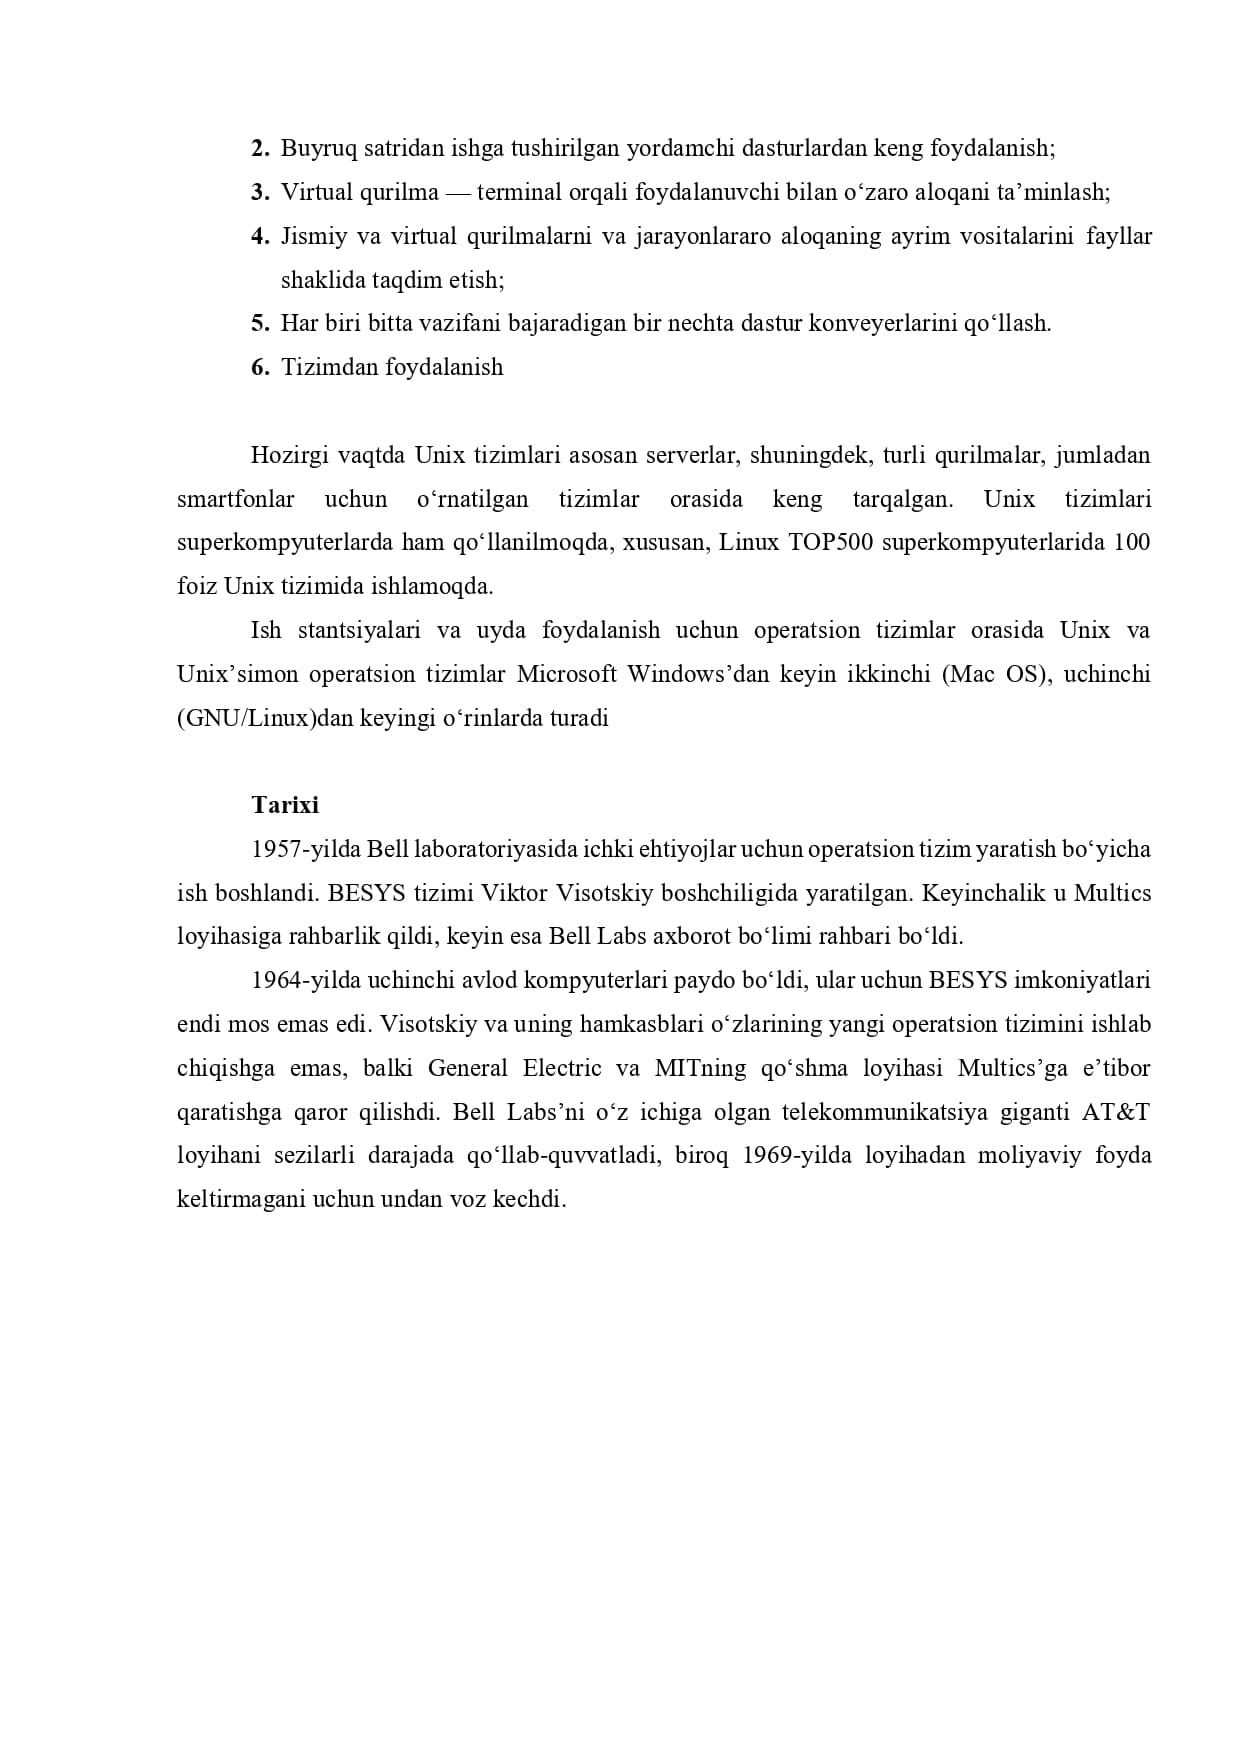 2. Buyruq satridan ishga tushirilgan yordamchi dasturlardan keng foydalanish;
3. Virtual qurilma — terminal orqali foydalanuvchi bilan o‘zaro aloqani ta’minlash;
4. Jismiy va virtual qurilmalarni va jarayonlararo aloqaning ayrim vositalarini fayllar
shaklida taqdim etish;
5. Har biri bitta vazifani bajaradigan bir nechta dastur konveyerlarini qo‘llash.
6. Tizimdan foydalanish
Hozirgi vaqtda Unix tizimlari asosan serverlar, shuningdek, turli qurilmalar, jumladan
smartfonlar uchun o‘rnatilgan tizimlar orasida keng tarqalgan. Unix tizimlari
superkompyuterlarda ham qo‘llanilmoqda, xususan, Linux TOP500 superkompyuterlarida 100
foiz Unix tizimida ishlamoqda.
Ish stantsiyalari va uyda foydalanish uchun operatsion tizimlar orasida Unix va
Unix’simon operatsion tizimlar Microsoft Windows’dan keyin ikkinchi (Mac OS), uchinchi
(GNU/Linux)dan keyingi o‘rinlarda turadi
Tarixi
1957-yilda Bell laboratoriyasida ichki ehtiyojlar uchun operatsion tizim yaratish bo‘yicha
ish boshlandi. BESYS tizimi Viktor Visotskiy boshchiligida yaratilgan. Keyinchalik u Multics
loyihasiga rahbarlik qildi, keyin esa Bell Labs axborot bo‘limi rahbari bo‘ldi.
1964-yilda uchinchi avlod kompyuterlari paydo bo‘ldi, ular uchun BESYS imkoniyatlari
endi mos emas edi. Visotskiy va uning hamkasblari o‘zlarining yangi operatsion tizimini ishlab
chiqishga emas, balki General Electric va MITning qo‘shma loyihasi Multics’ga e’tibor
qaratishga qaror qilishdi. Bell Labs’ni o‘z ichiga olgan telekommunikatsiya giganti AT&T
loyihani sezilarli darajada qo‘llab-quvvatladi, biroq 1969-yilda loyihadan moliyaviy foyda
keltirmagani uchun undan voz kechdi.